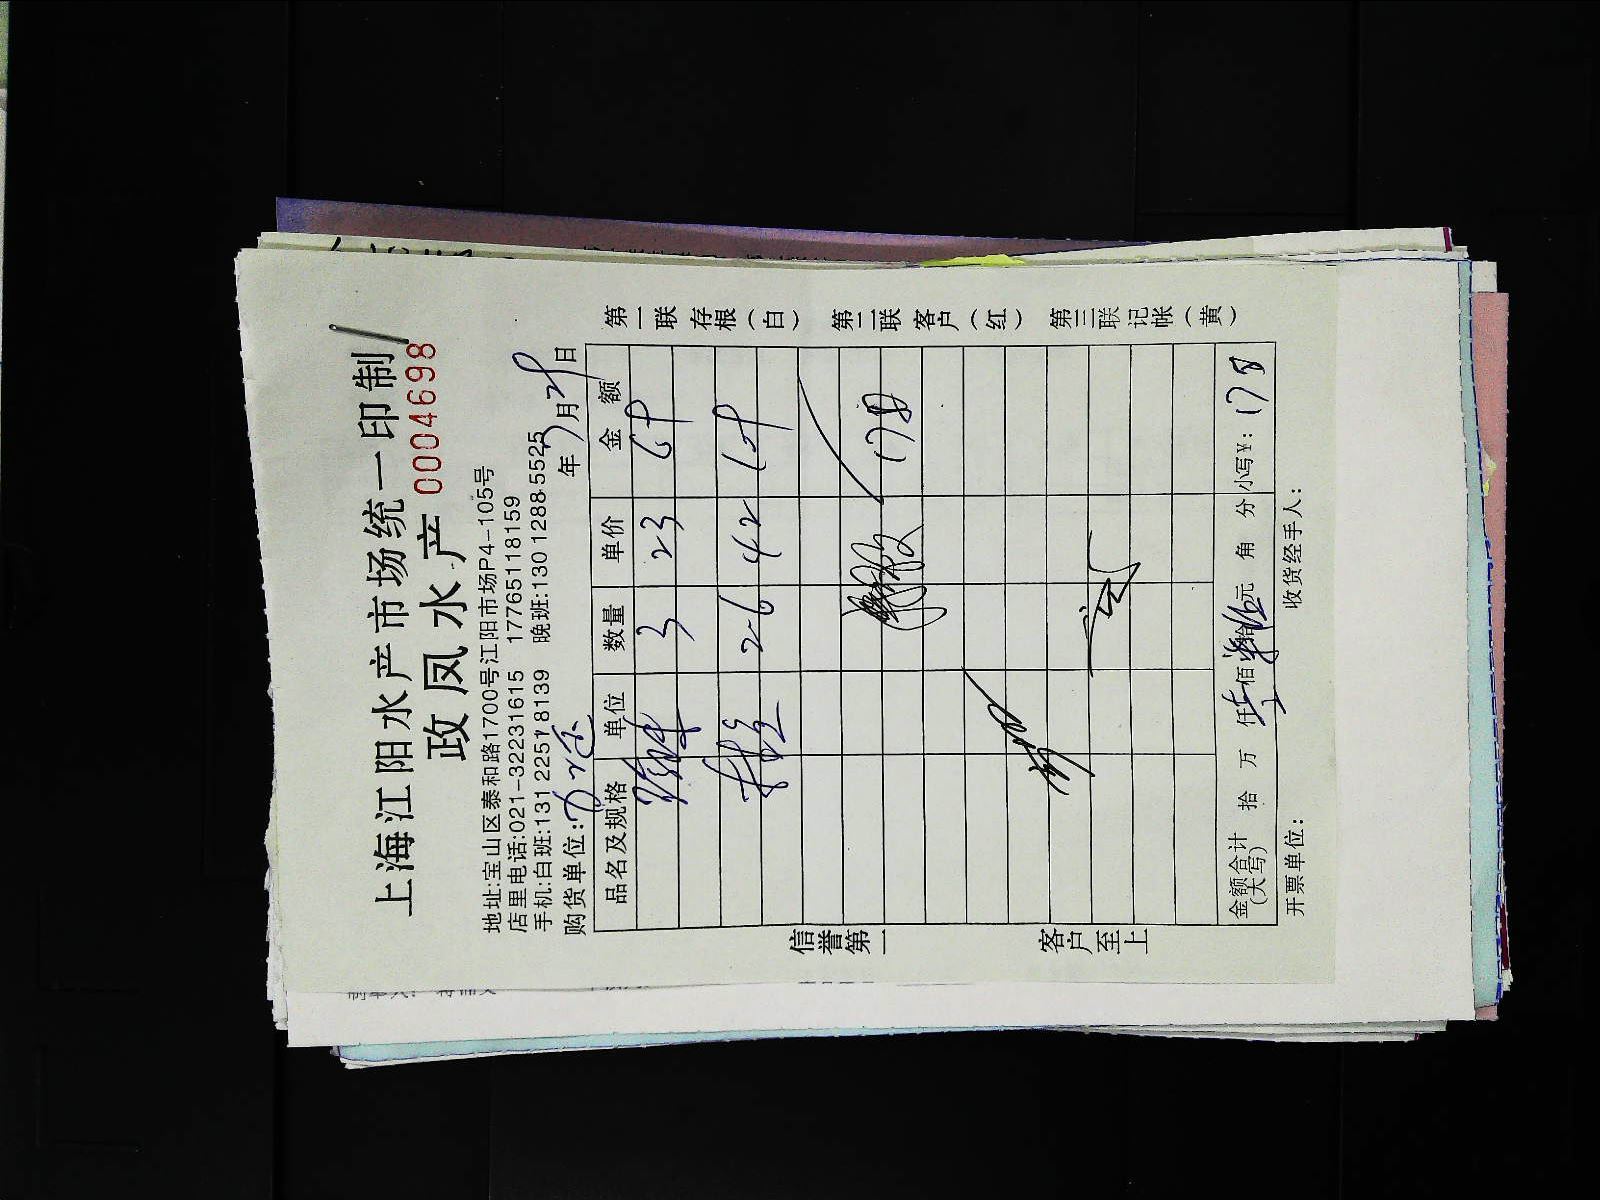 上海江阳水产市场统一印制
政凤水产 0004698
地址:宝山区泰和路1700号江阳市场P4-105号
店里电话:021-32231615 17765118159
手机:白班:131 2251 8139 晚班:130 1288 5525
购货单位: 年 月 日
品名及规格 单位 数量 单价 金额
3 23 69
2-6 42 109
178
金额合计(大写) 拾 万 仟 佰 拾 元 角 分 小写¥: 178
开票单位: 收货经手人:
信誉第一 客户至上
第一联存根(白) 第二联客户(红) 第三联记帐(黄)